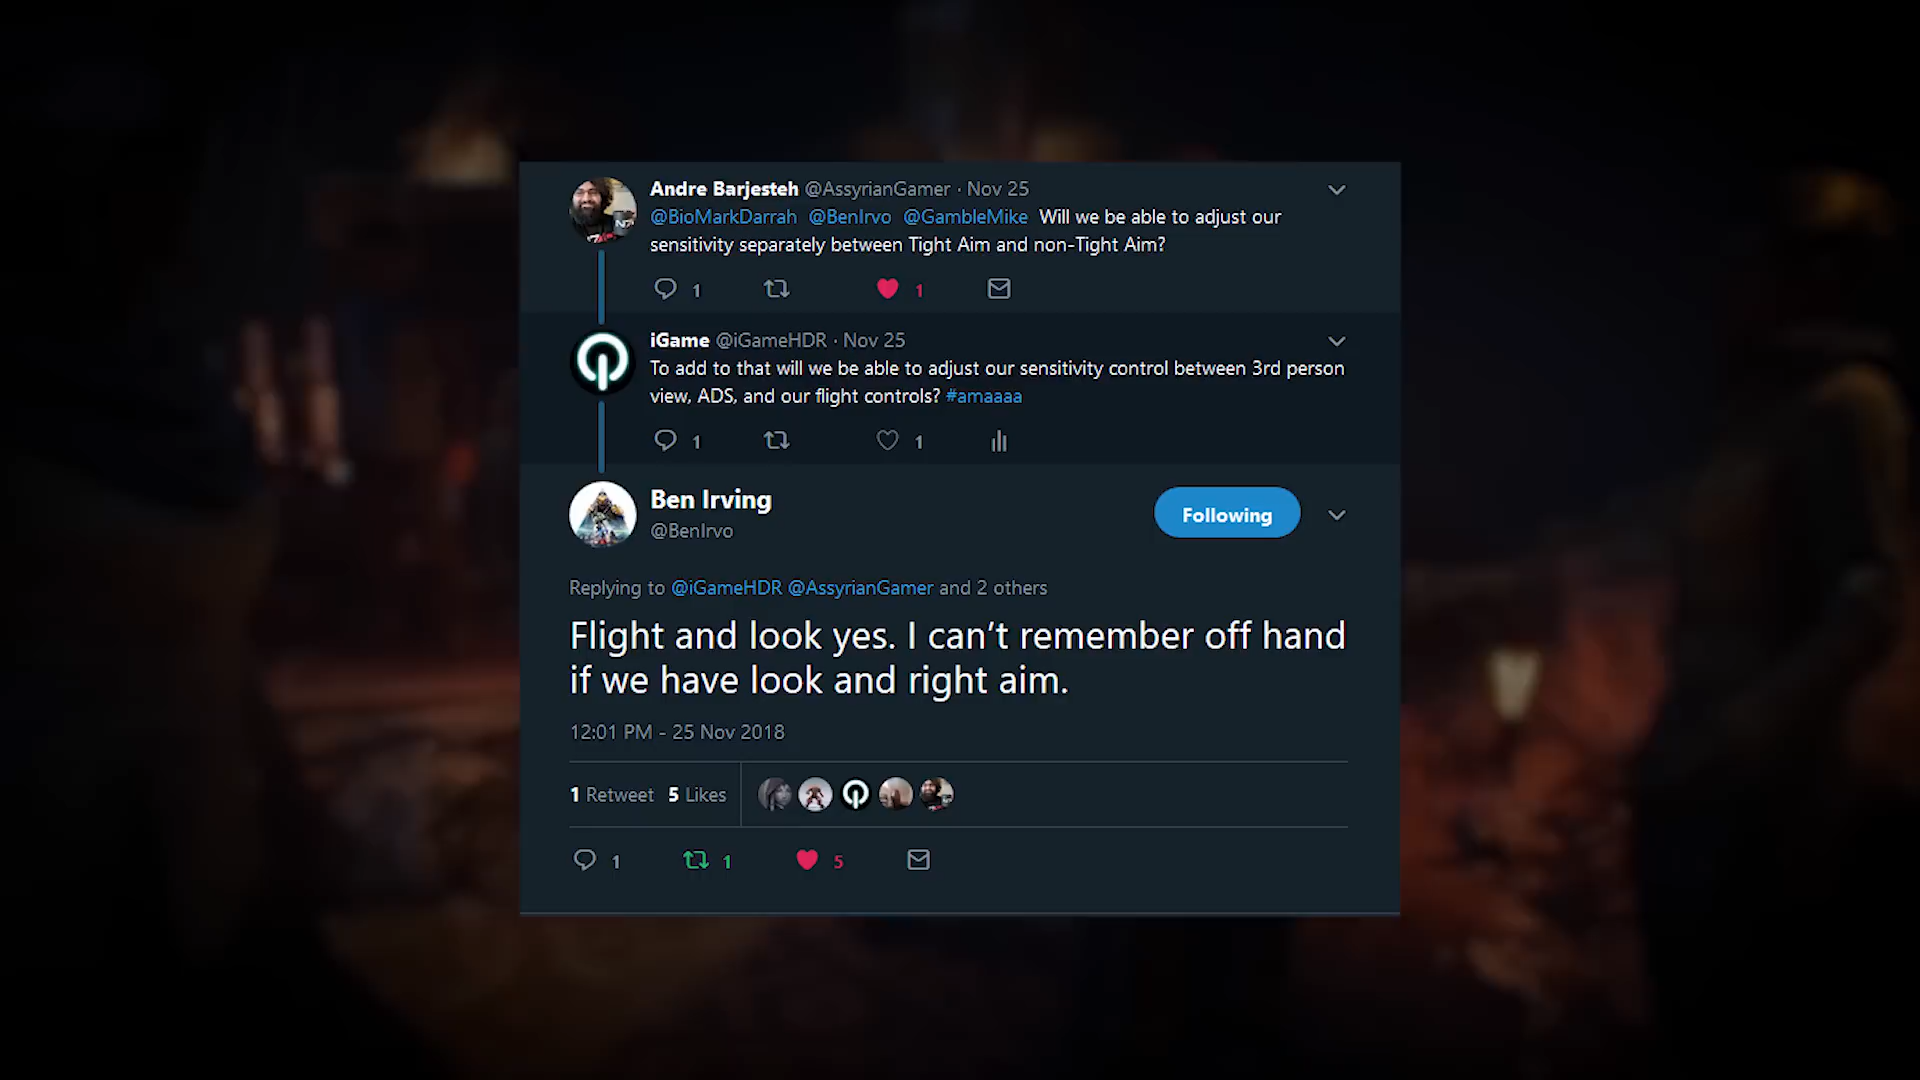 Andre Barjesteh @AssyrianGamer · Nov 25
@BioMarkDarrah @BenIrvo @GambleMike Will we be able to adjust our
sensitivity separately between Tight Aim and non-Tight Aim?
1 1
iGame @iGameHDR · Nov 25
To add to that will we be able to adjust our sensitivity control between 3rd person
view, ADS, and our flight controls? #amaaaa
1 1
Ben Irving
Following
@BenIrvo
Replying to @iGameHDR @AssyrianGamer and 2 others
Flight and look yes. I can't remember off hand
if we have look and right aim.
12:01 PM - 25 Nov 2018
1 Retweet 5 Likes
1 1 5